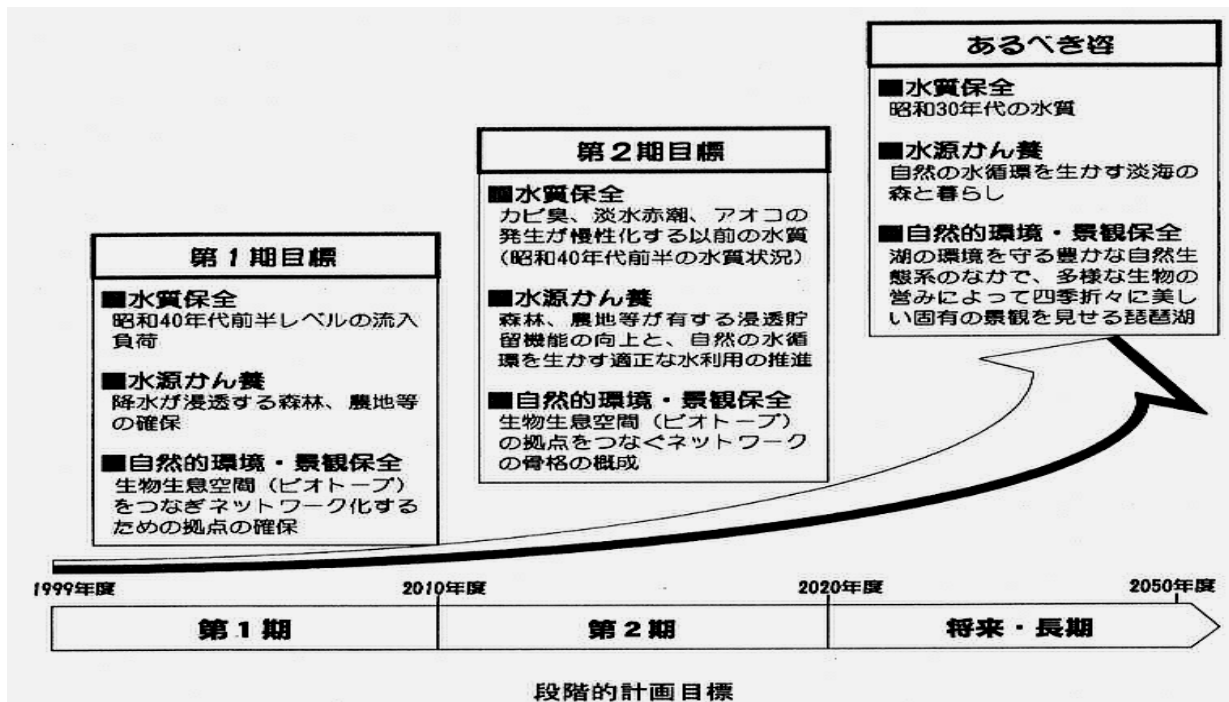 あるべき姿
■水質保全
昭和30年代の水質
■水源かん養
自然の水循環を生かす淡海の
森と暮らし
■自然的環境・景観保全
湖の環境を守る豊かな自然生
態系のなかで、多様な生物の
営みによって四季折々に美し
い固有の景観を見せる琵琶湖
第2期目標
■水質保全
カビ臭、淡水赤潮、アオコの
発生が慢性化する以前の水質
(昭和40年代前半の水質状況)
■水源かん養
森林、農地等が有する浸透貯
留機能の向上と、自然の水循
環を生かす適正な水利用の推進
■自然的環境・景観保全
生物生息空間(ビオトープ)
の拠点をつなぐネットワーク
の骨格の概成
第1期目標
■水質保全
昭和40年代前半レベルの流入
負荷
■水源かん養
降水が浸透する森林、農地等
の確保
■自然的環境・景観保全
生物生息空間(ビオトープ)
をつなぎネットワーク化する
ための拠点の確保
1999年度 2010年度 2020年度 2050年度
第1期 第2期 将来・長期
段階的計画目標